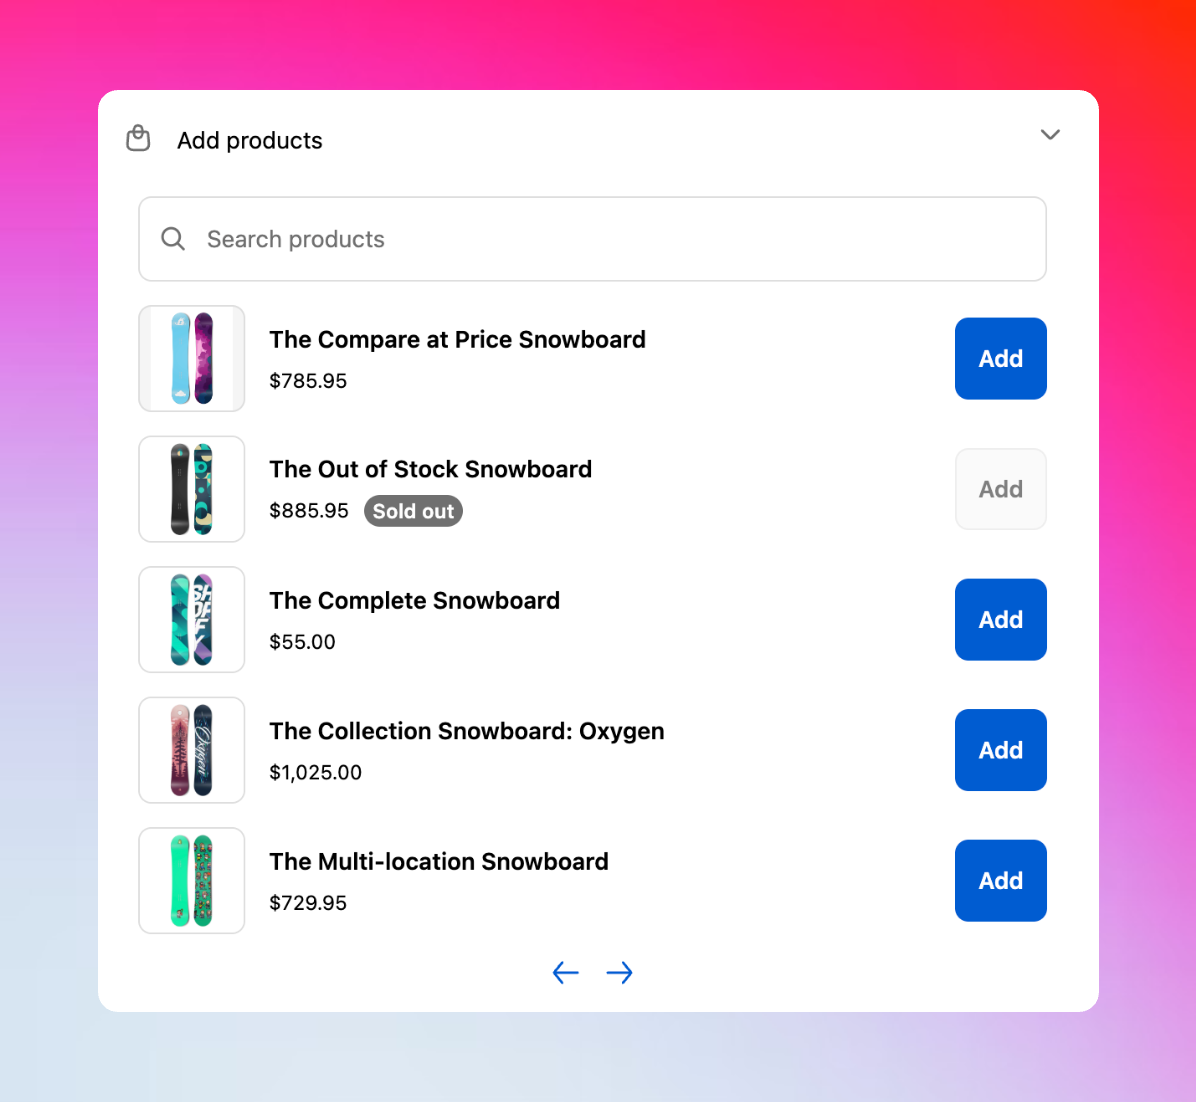 Add products
Search products
The Compare at Price Snowboard
$785.95
Add
The Out of Stock Snowboard
$885.95 Sold out
Add
The Complete Snowboard
$55.00
Add
The Collection Snowboard: Oxygen
$1,025.00
Add
Oxygen
The Multi-location Snowboard
$729.95
Add